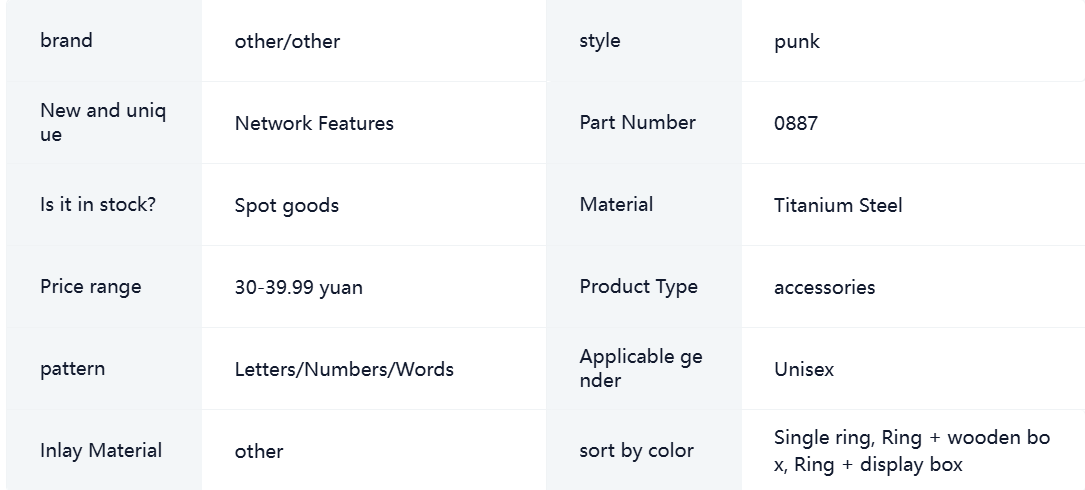 brand other/other style punk
New and uniq
ue Network Features Part Number 0887
Is it in stock? Spot goods Material Titanium Steel
Price range 30-39.99 yuan Product Type accessories
pattern Letters/Numbers/Words Applicable ge
nder Unisex
Inlay Material other sort by color Single ring, Ring + wooden bo
x, Ring + display box